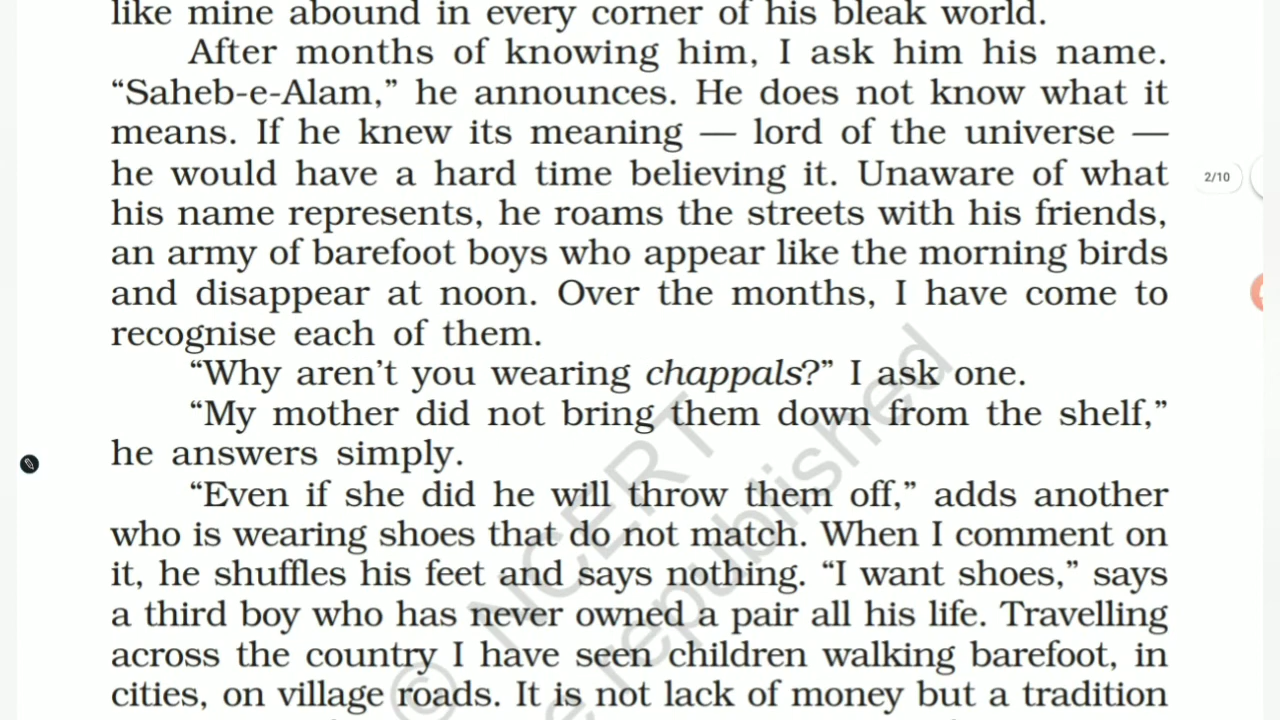 like mine abound in every corner of his bleak world.
After months of knowing him, I ask him his name.
“Saheb-e-Alam,” he announces. He does not know what it
means. If he knew its meaning — lord of the universe —
he would have a hard time believing it. Unaware of what
his name represents, he roams the streets with his friends,
an army of barefoot boys who appear like the morning birds
and disappear at noon. Over the months, I have come to
recognise each of them.
“Why aren’t you wearing chappals?” I ask one.
“My mother did not bring them down from the shelf,”
he answers simply.
“Even if she did he will throw them off,” adds another
who is wearing shoes that do not match. When I comment on
it, he shuffles his feet and says nothing. “I want shoes,” says
a third boy who has never owned a pair all his life. Travelling
across the country I have seen children walking barefoot, in
cities, on village roads. It is not lack of money but a tradition
2/10
© NCERT
republished